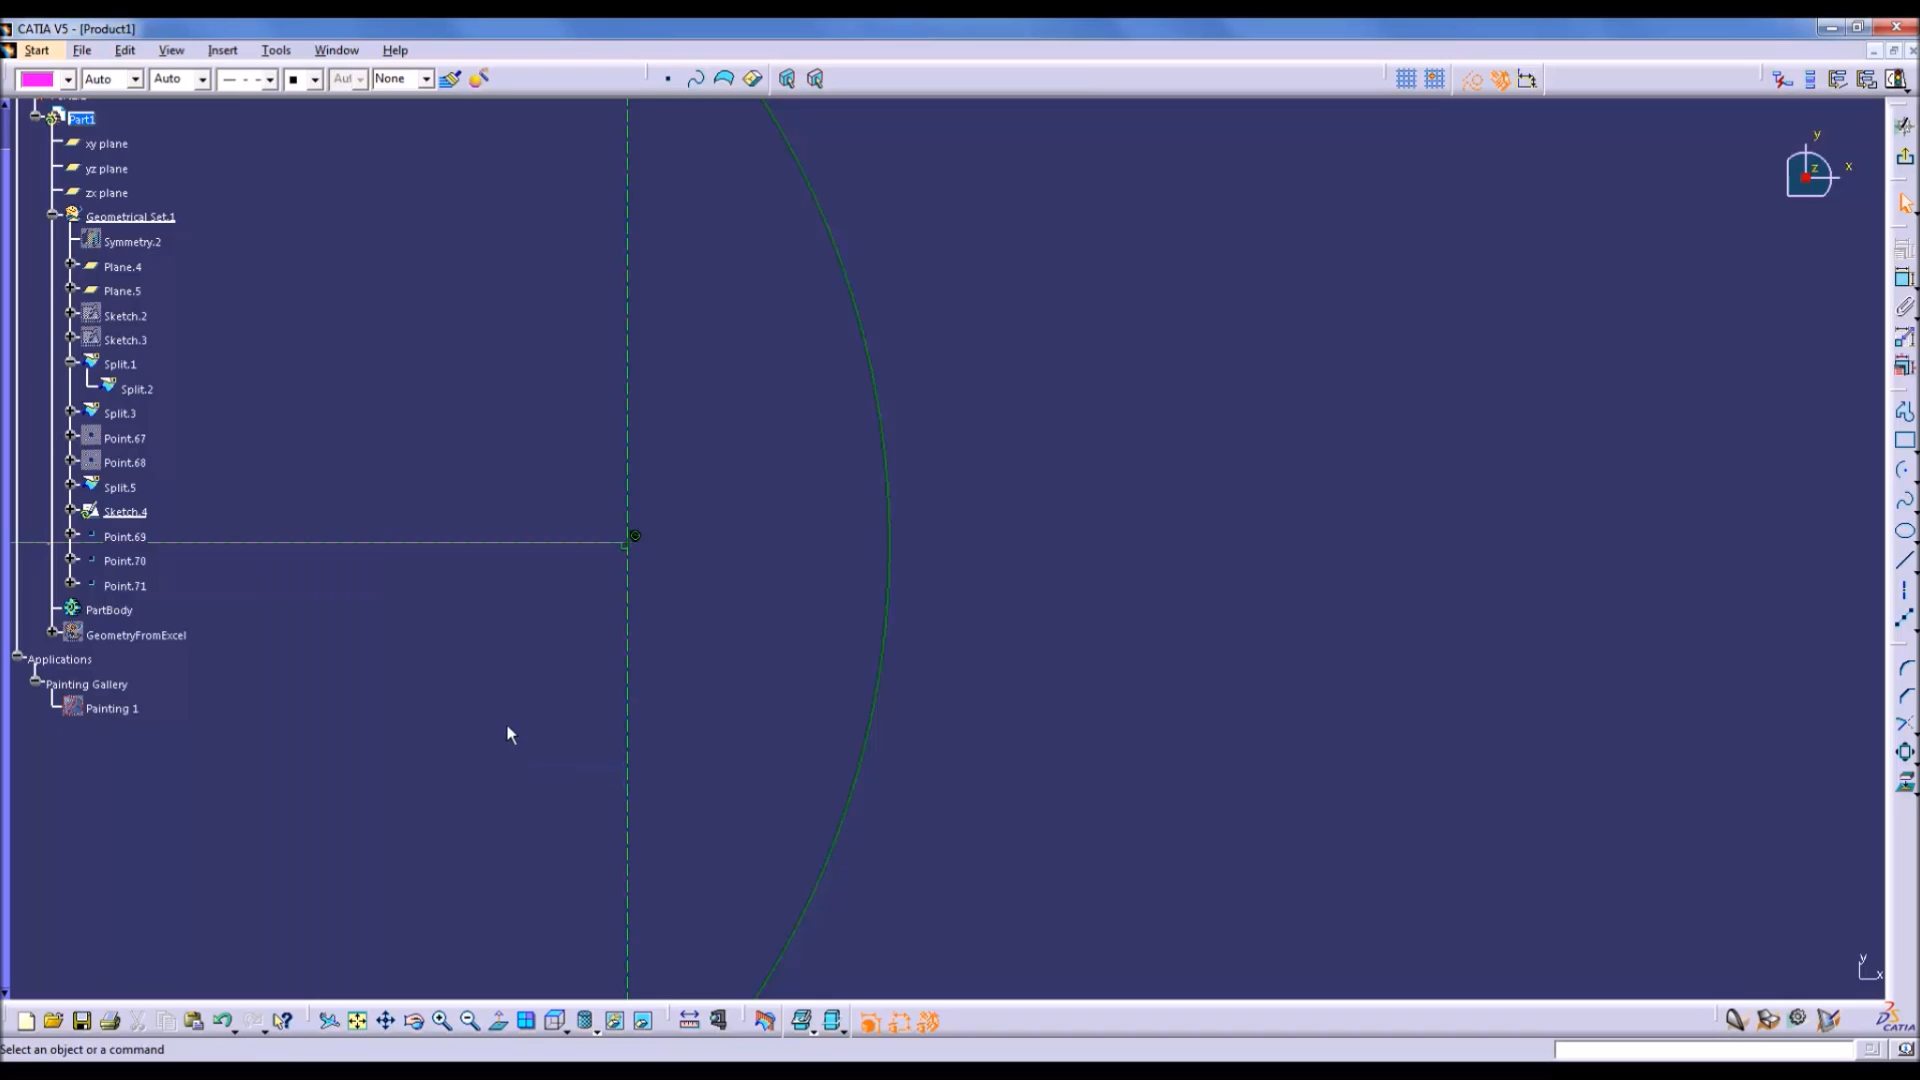 CATIA V5 - [Product1]
Start File Edit View Insert Tools Window Help
Auto Auto Aut None
Part1
xy plane
yz plane
zx plane
Geometrical Set.1
Symmetry.2
Plane.4
Plane.5
Sketch.2
Sketch.3
Split.1
Split.2
Split.3
Point.67
Point.68
Split.5
Sketch.4
Point.69
Point.70
Point.71
PartBody
GeometryFromExcel
Applications
Painting Gallery
Painting 1
y
x
z
y
x
CATIA
Select an object or a command